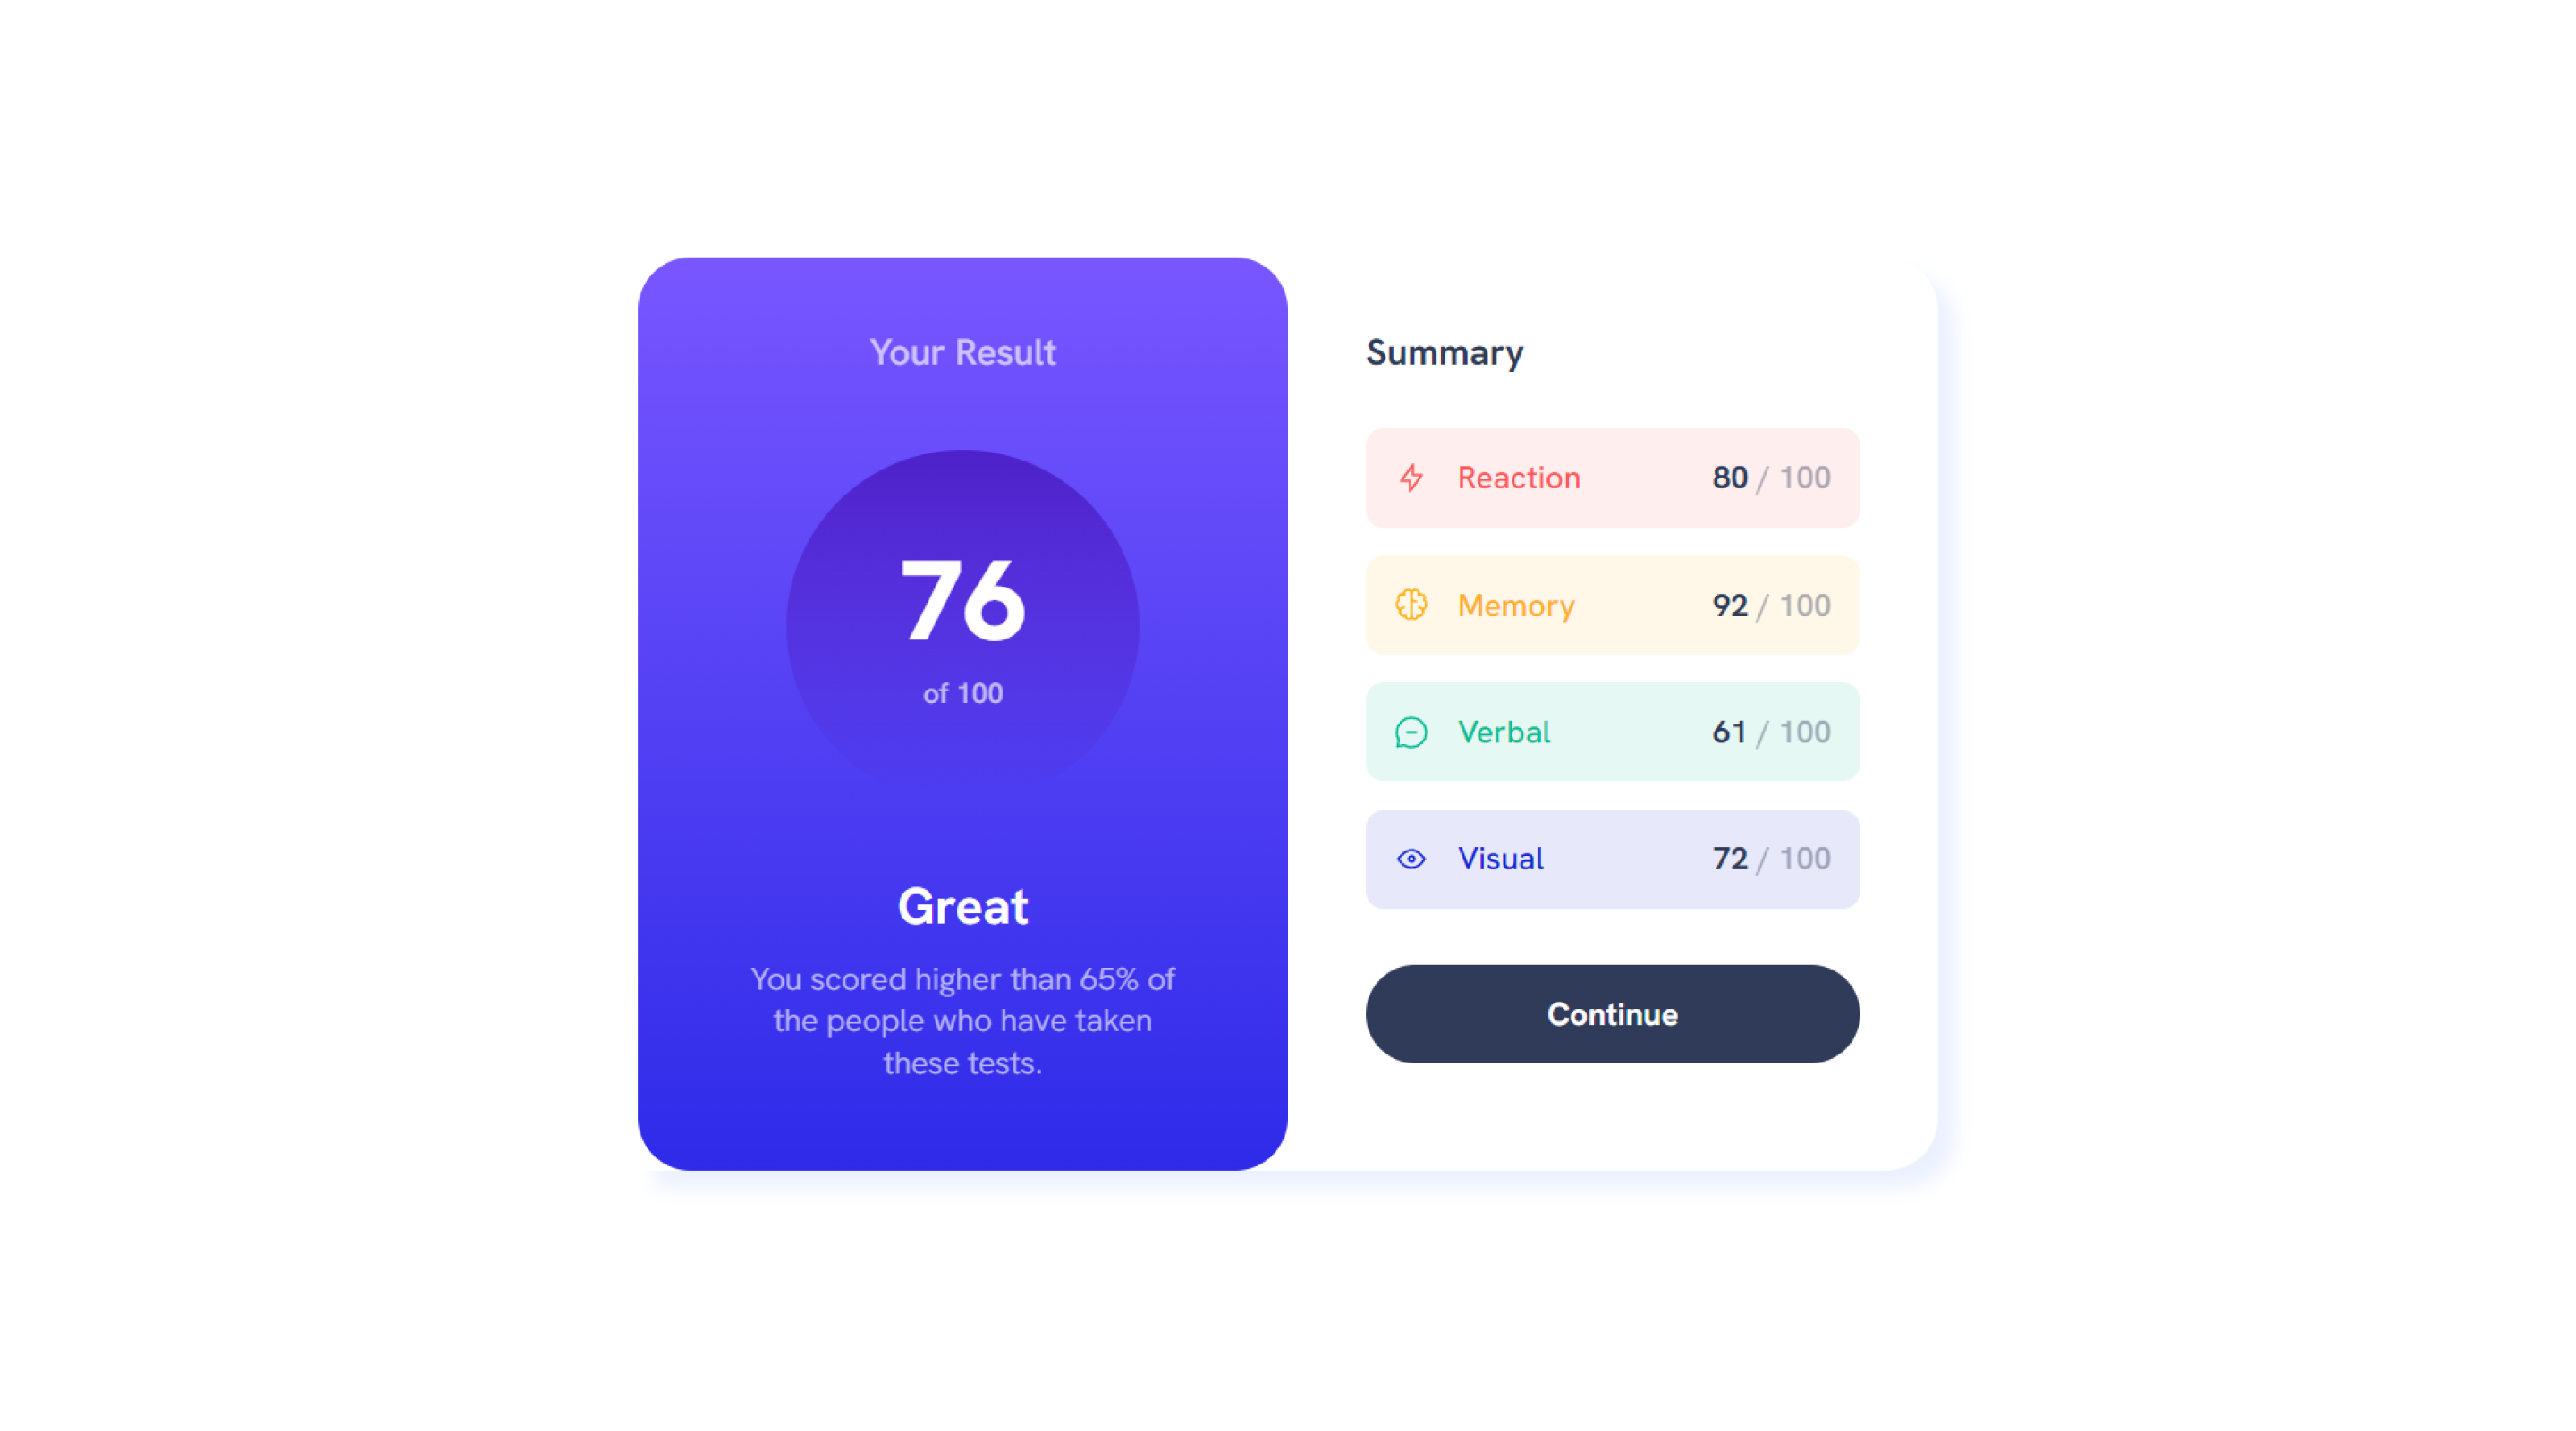 Your Result
76
of 100
Great
You scored higher than 65% of
the people who have taken
these tests.
Summary
Reaction 80 / 100
Memory 92 / 100
Verbal 61 / 100
Visual 72 / 100
Continue